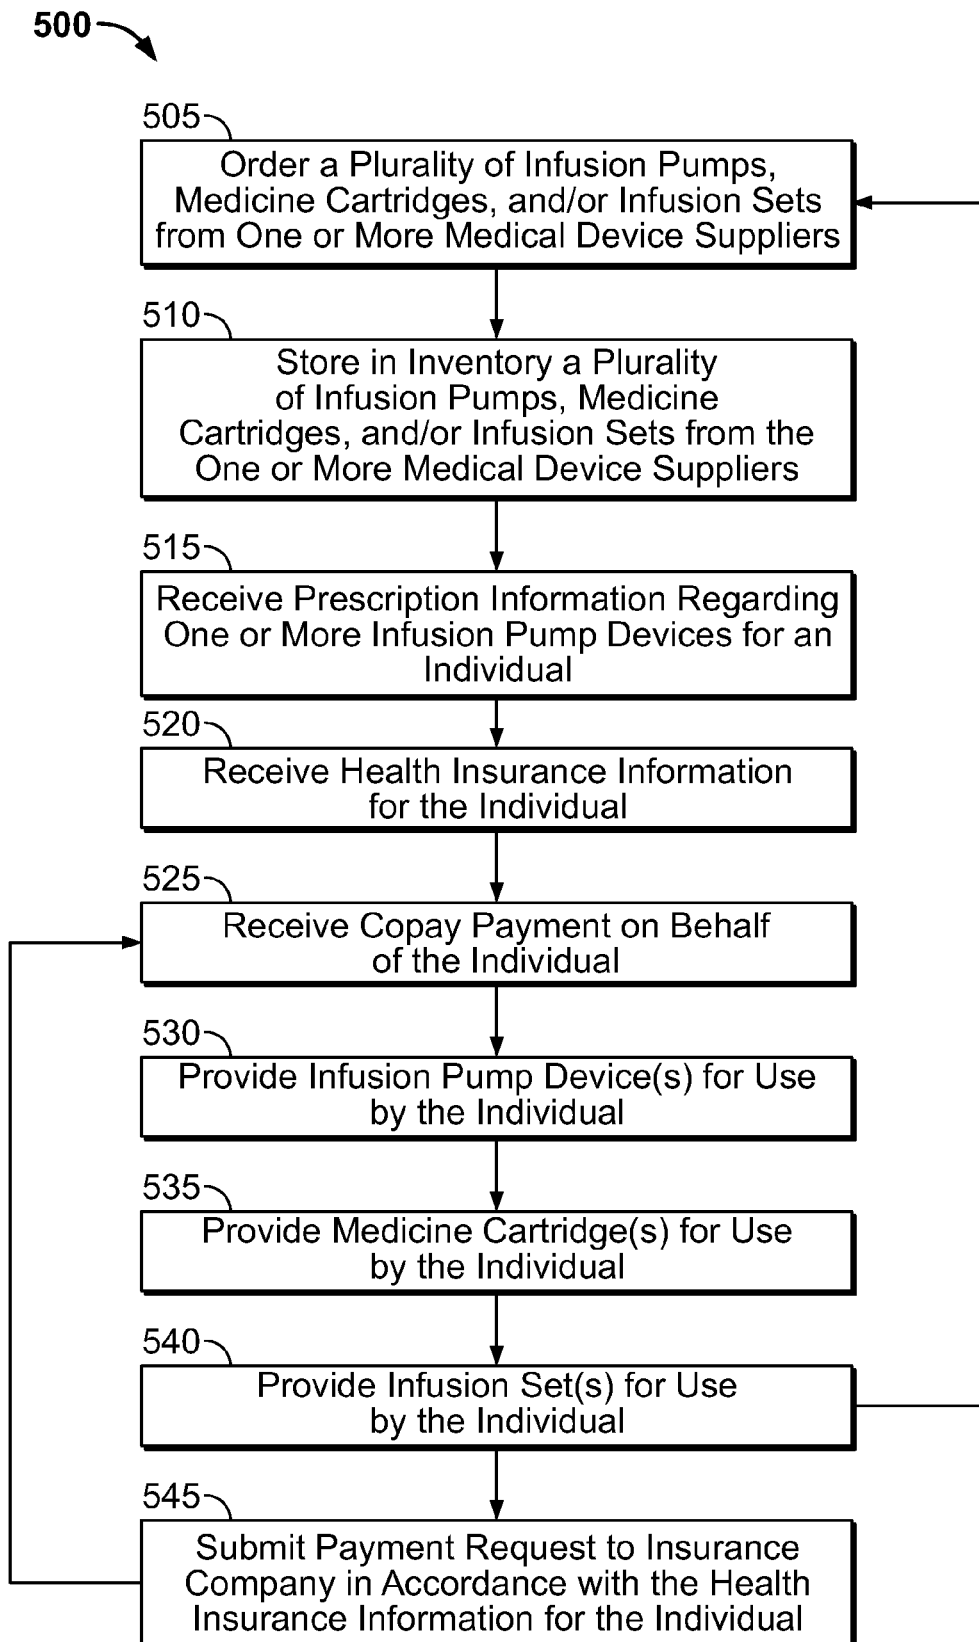 500
505
Order a Plurality of Infusion Pumps,
Medicine Cartridges, and/or Infusion Sets
from One or More Medical Device Suppliers
510
Store in Inventory a Plurality
of Infusion Pumps, Medicine
Cartridges, and/or Infusion Sets from the
One or More Medical Device Suppliers
515
Receive Prescription Information Regarding
One or More Infusion Pump Devices for an
Individual
520
Receive Health Insurance Information
for the Individual
525
Receive Copay Payment on Behalf
of the Individual
530
Provide Infusion Pump Device(s) for Use
by the Individual
535
Provide Medicine Cartridge(s) for Use
by the Individual
540
Provide Infusion Set(s) for Use
by the Individual
545
Submit Payment Request to Insurance
Company in Accordance with the Health
Insurance Information for the Individual